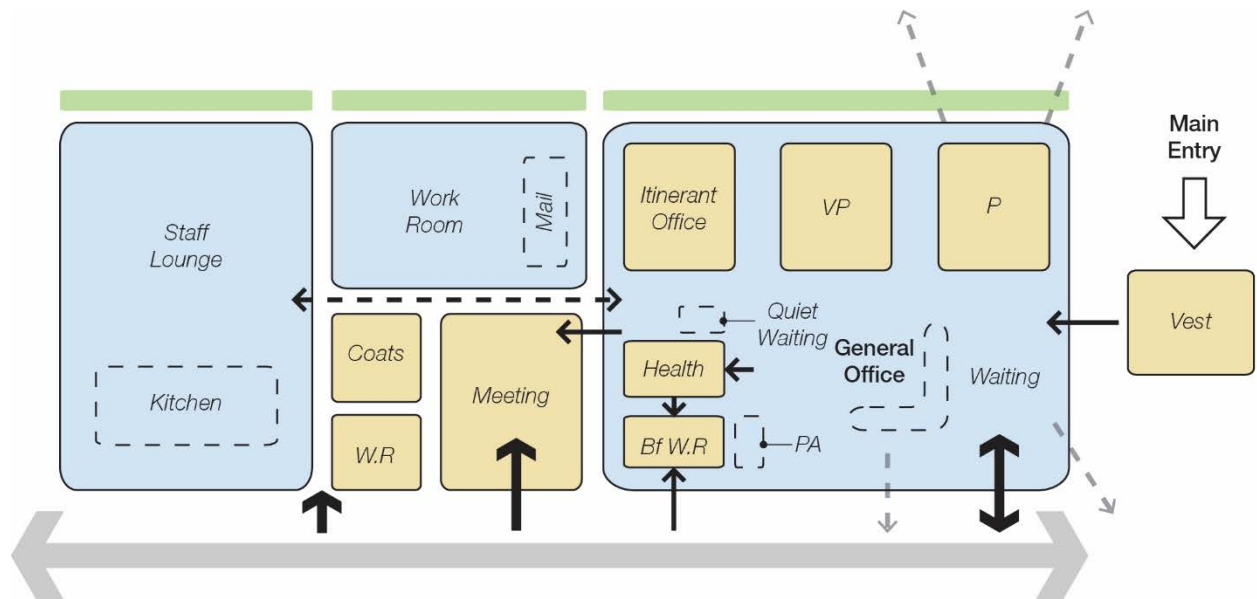 Main
Entry
Staff
Lounge
Work
Room
Mail
Itinerant
Office
VP
P
Vest
Quiet
Waiting
General
Office
Waiting
Coats
Meeting
Health
Kitchen
W.R
Bf W.R
PA